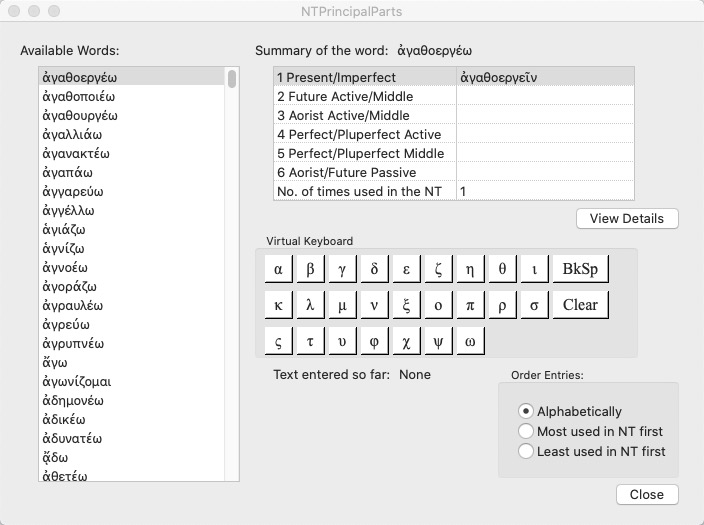 NTPrincipalParts
Available Words:
ἀγαθοεργέω
ἀγαθοποιέω
ἀγαθουργέω
ἀγαλλιάω
ἀγανακτέω
ἀγαπάω
ἀγγαρεύω
ἀγγέλλω
ἁγιάζω
ἁγνίζω
ἀγνοέω
ἀγοράζω
ἀγραυλέω
ἀγρεύω
ἀγρυπνέω
ἄγω
ἀγωνίζομαι
ἀδημονέω
ἀδικέω
ἀδυνατέω
ᾄδω
ἀθετέω
Summary of the word: ἀγαθοεργέω
1 Present/Imperfect ἀγαθοεργεῖν
2 Future Active/Middle
3 Aorist Active/Middle
4 Perfect/Pluperfect Active
5 Perfect/Pluperfect Middle
6 Aorist/Future Passive
No. of times used in the NT 1
View Details
Virtual Keyboard
α β γ δ ε ζ η θ ι BkSp
κ λ μ ν ξ ο π ρ σ Clear
ς τ υ φ χ ψ ω
Text entered so far: None
Order Entries:
Alphabetically
Most used in NT first
Least used in NT first
Close